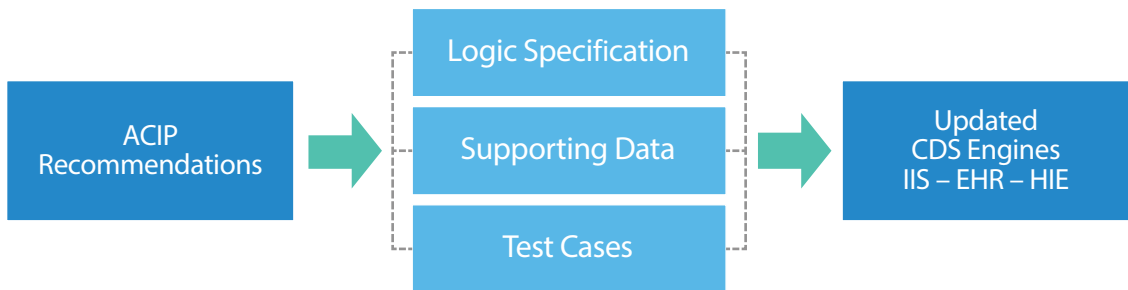 ACIP
Recommendations
Logic Specification
Supporting Data
Test Cases
Updated
CDS Engines
IIS – EHR – HIE